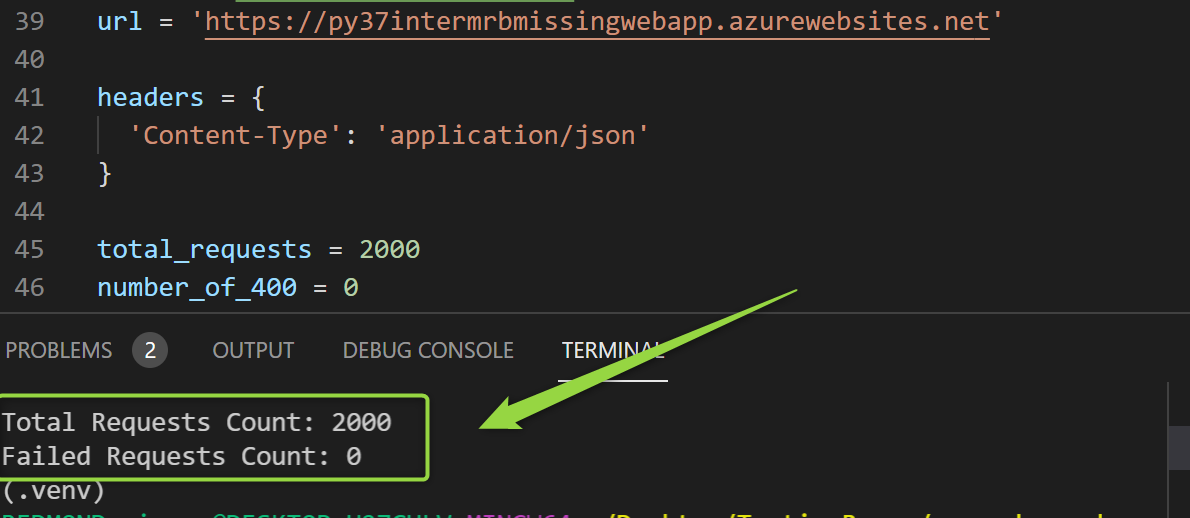 39 url = 'https://py37intermrbmissingwebapp.azurewebsites.net'
40
41 headers = {
42 'Content-Type': 'application/json'
43 }
44
45 total_requests = 2000
46 number_of_400 = 0
PROBLEMS 2 OUTPUT DEBUG CONSOLE TERMINAL
Total Requests Count: 2000
Failed Requests Count: 0
(.venv)